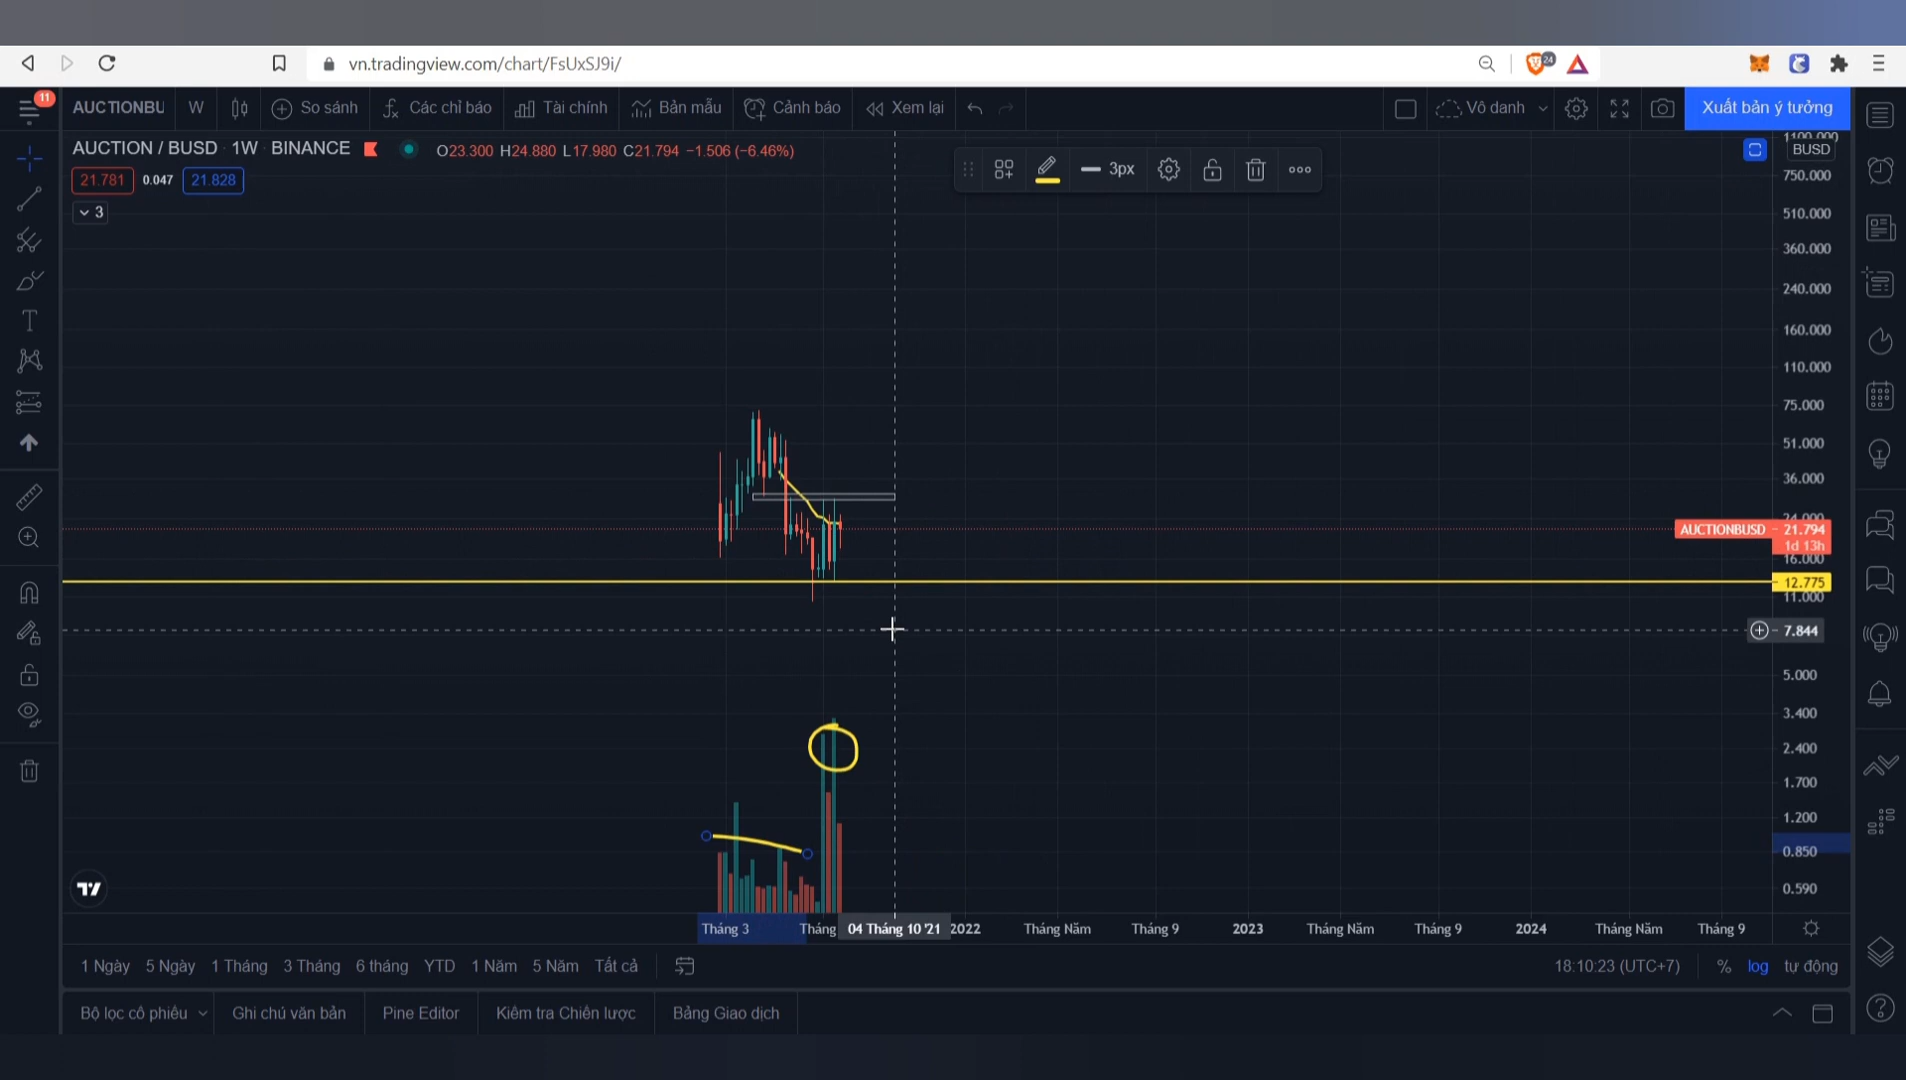 24
vn.tradingview.com/chart/FsUxSJ9i/
11
AUCTIONBU W So sánh Các chỉ báo Tài chính Bản mẫu Cảnh báo Xem lại Vô danh Xuất bản ý tưởng
AUCTION / BUSD 1W BINANCE O23.300 H24.880 L17.980 C21.794 −1.506 (−6.46%)
21.781 0.047 21.828
3
3px
1100.000
BUSD
750.000
510.000
360.000
240.000
160.000
110.000
75.000
51.000
36.000
24.000
AUCTIONBUSD 21.794
1d 13h
16.000
12.775
11.000
7.844
5.000
3.400
2.400
1.700
1.200
0.850
0.590
Tháng 3 Tháng 04 Tháng 10 '21 2022 Tháng Năm Tháng 9 2023 Tháng Năm Tháng 9 2024 Tháng Năm Tháng 9
1 Ngày 5 Ngày 1 Tháng 3 Tháng 6 tháng YTD 1 Năm 5 Năm Tất cả 18:10:23 (UTC+7) % log tự động
Bộ lọc cổ phiếu Ghi chú văn bản Pine Editor Kiểm tra Chiến lược Bảng Giao dịch